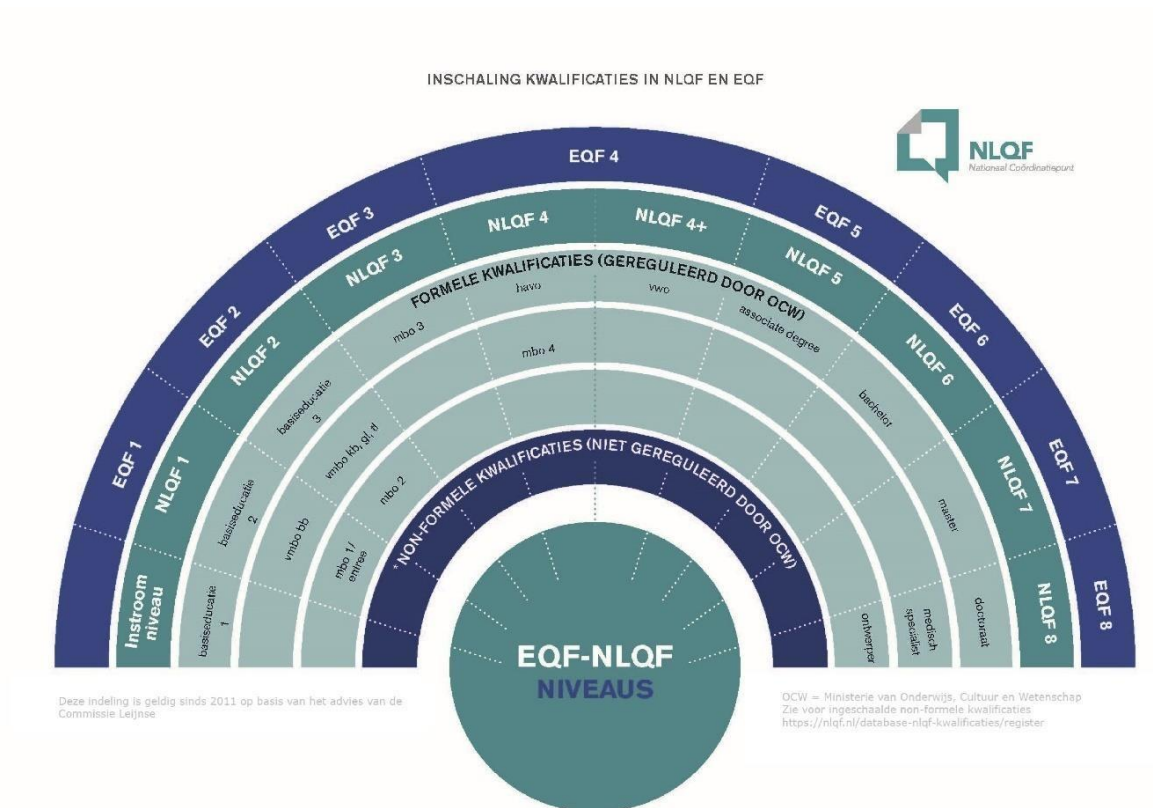 INSCHALING KWALIFICATIES IN NLQF EN EQF
NLQF
Nationaal Coördinatiepunt
EQF 1
EQF 2
EQF 3
EQF 4
EQF 5
EQF 6
EQF 7
EQF 8
Instroom
niveau
NLQF 1
NLQF 2
NLQF 3
NLQF 4
NLQF 4+
NLQF 5
NLQF 6
NLQF 7
NLQF 8
FORMELE KWALIFICATIES (GEREGULEERD DOOR OCW)
basiseducatie
1
basiseducatie
2
basiseducatie
3
mbo 3
havo
vwo
associate degree
bachelor
master
doctoraat
vmbo bb
vmbo kb, gl, tl
mbo 4
medisch
specialist
mbo 1/
entree
mbo 2
ontwerper
*NON-FORMELE KWALIFICATIES (NIET GEREGULEERD DOOR OCW)
EQF-NLQF
NIVEAUS
Deze indeling is geldig sinds 2011 op basis van het advies van de
Commissie Leijnse
OCW = Ministerie van Onderwijs, Cultuur en Wetenschap
Zie voor ingeschaalde non-formele kwalificaties
https://nlqf.nl/database-nlqf-kwalificaties/register